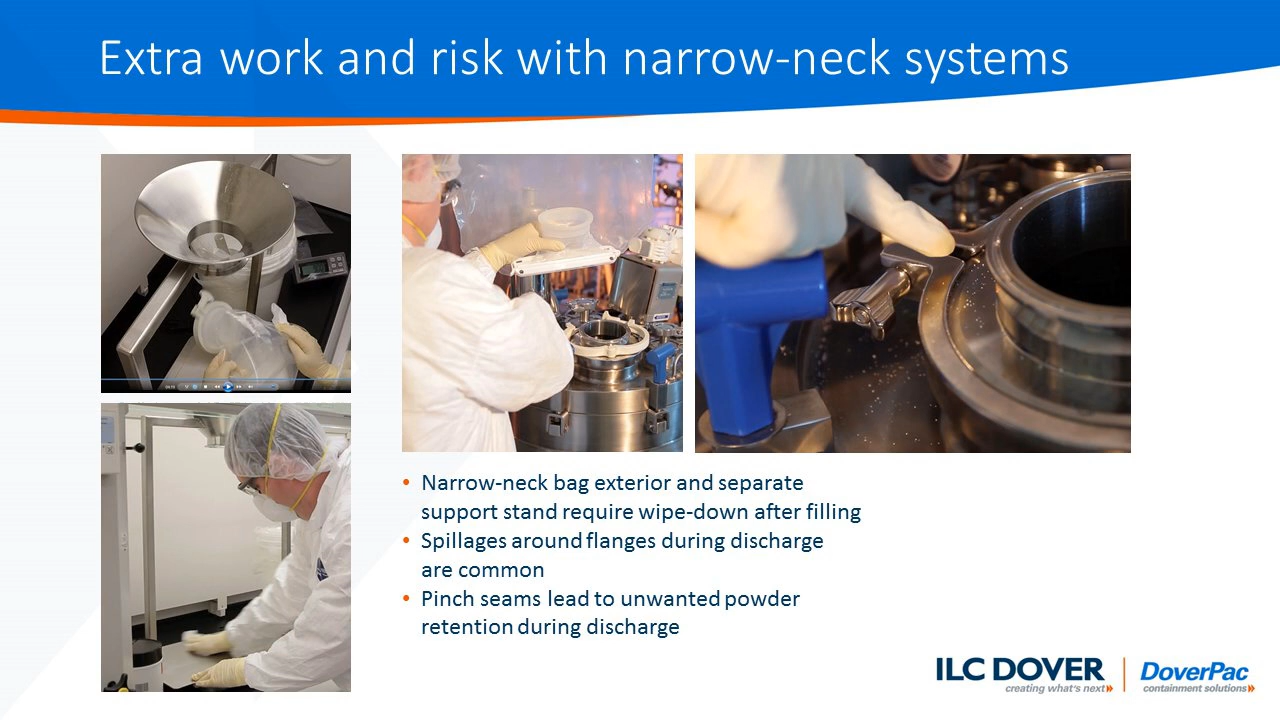 Extra work and risk with narrow-neck systems
• Narrow-neck bag exterior and separate
support stand require wipe-down after filling
• Spillages around flanges during discharge
are common
• Pinch seams lead to unwanted powder
retention during discharge
ILC DOVER
creating what's next
DoverPac
containment solutions